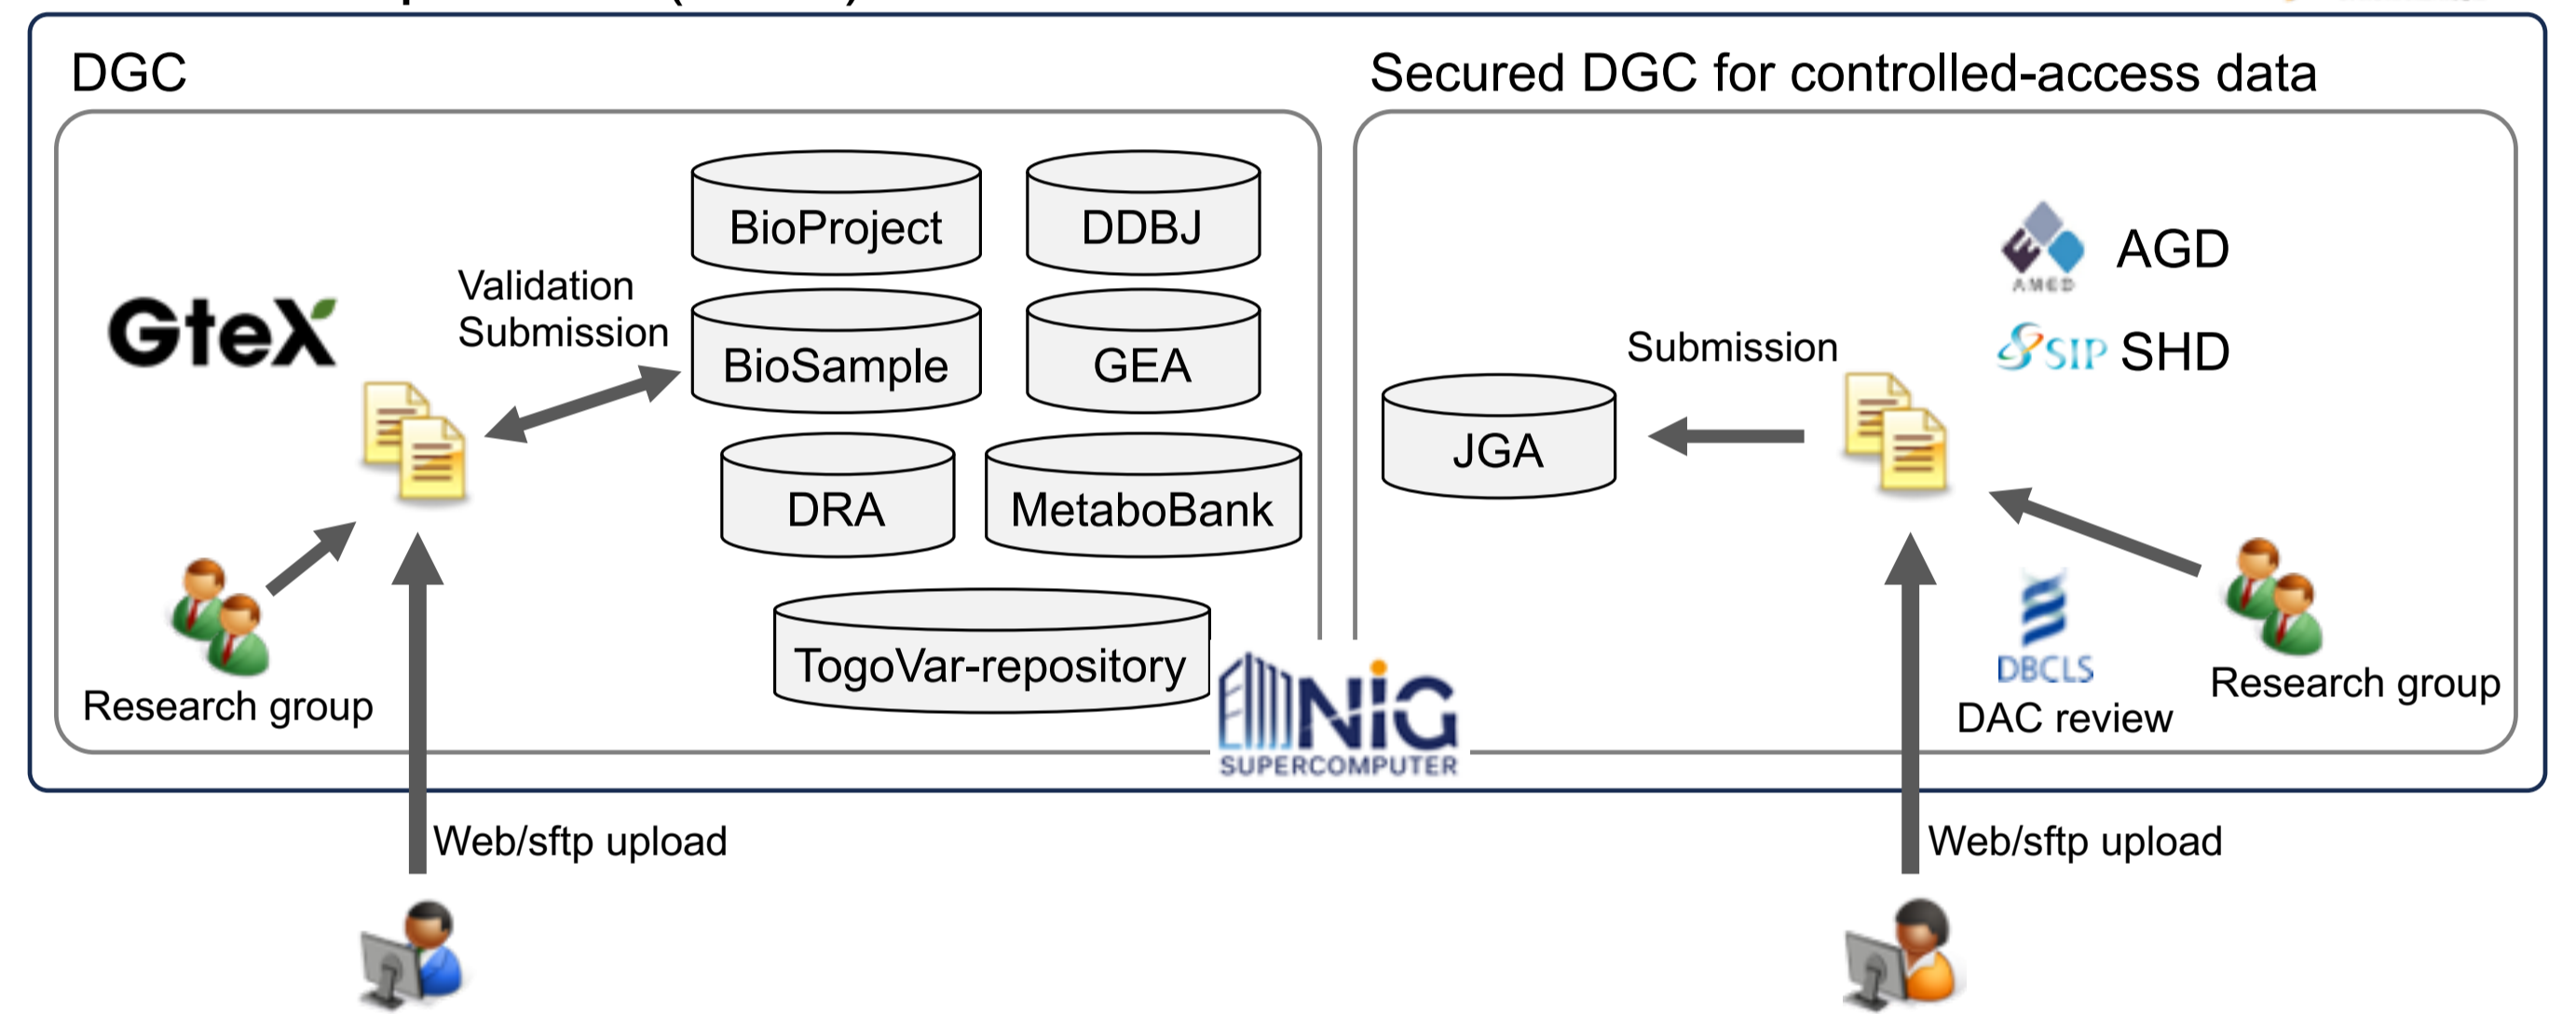 DGC
Secured DGC for controlled-access data
BioProject
DDBJ
Validation
Submission
GteX
BioSample
GEA
DRA
MetaboBank
TogoVar-repository
Research group
NiG
SUPERCOMPUTER
AMED
AGD
SIP SHD
Submission
JGA
DBCLS
DAC review
Research group
Web/sftp upload
Web/sftp upload